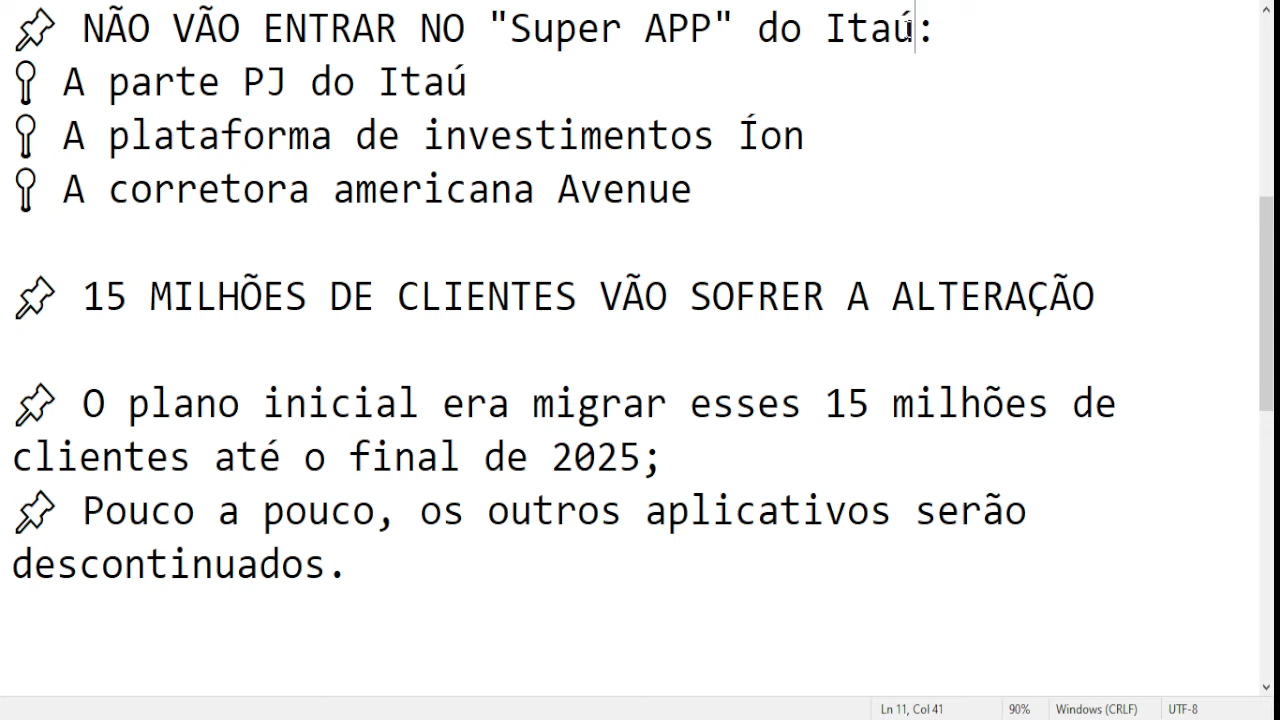 📌 NÃO VÃO ENTRAR NO "Super APP" do Itaú:
📍 A parte PJ do Itaú
📍 A plataforma de investimentos Íon
📍 A corretora americana Avenue
📌 15 MILHÕES DE CLIENTES VÃO SOFRER A ALTERAÇÃO
📌 O plano inicial era migrar esses 15 milhões de
clientes até o final de 2025;
📌 Pouco a pouco, os outros aplicativos serão
descontinuados.
Ln 11, Col 41 90% Windows (CRLF) UTF-8